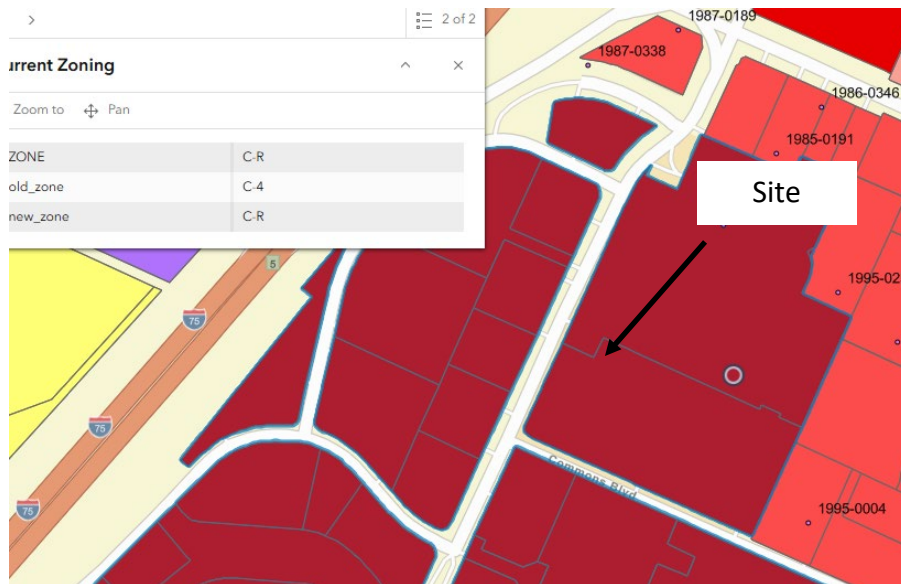 2 of 2
urrent Zoning
Zoom to Pan
ZONE C-R
old_zone C-4
new_zone C-R
1987-0189
1987-0338
1986-0346
1985-0191
Site
5
1995-02
75
75
75
Commons Blvd
1995-0004